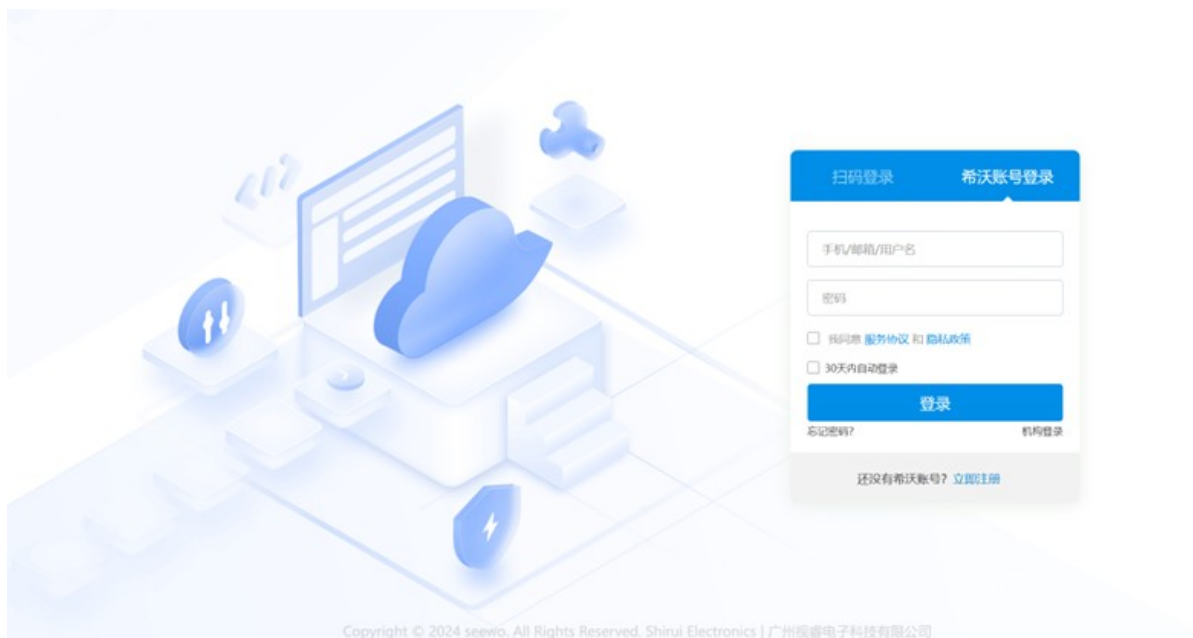 扫码登录 希沃账号登录
手机/邮箱/用户名
密码
我同意 服务协议 和 隐私政策
30天内自动登录
登录
忘记密码? 机构登录
还没有希沃账号? 立即注册
Copyright © 2024 seewo. All Rights Reserved. Shirui Electronics | 广州视睿电子科技有限公司